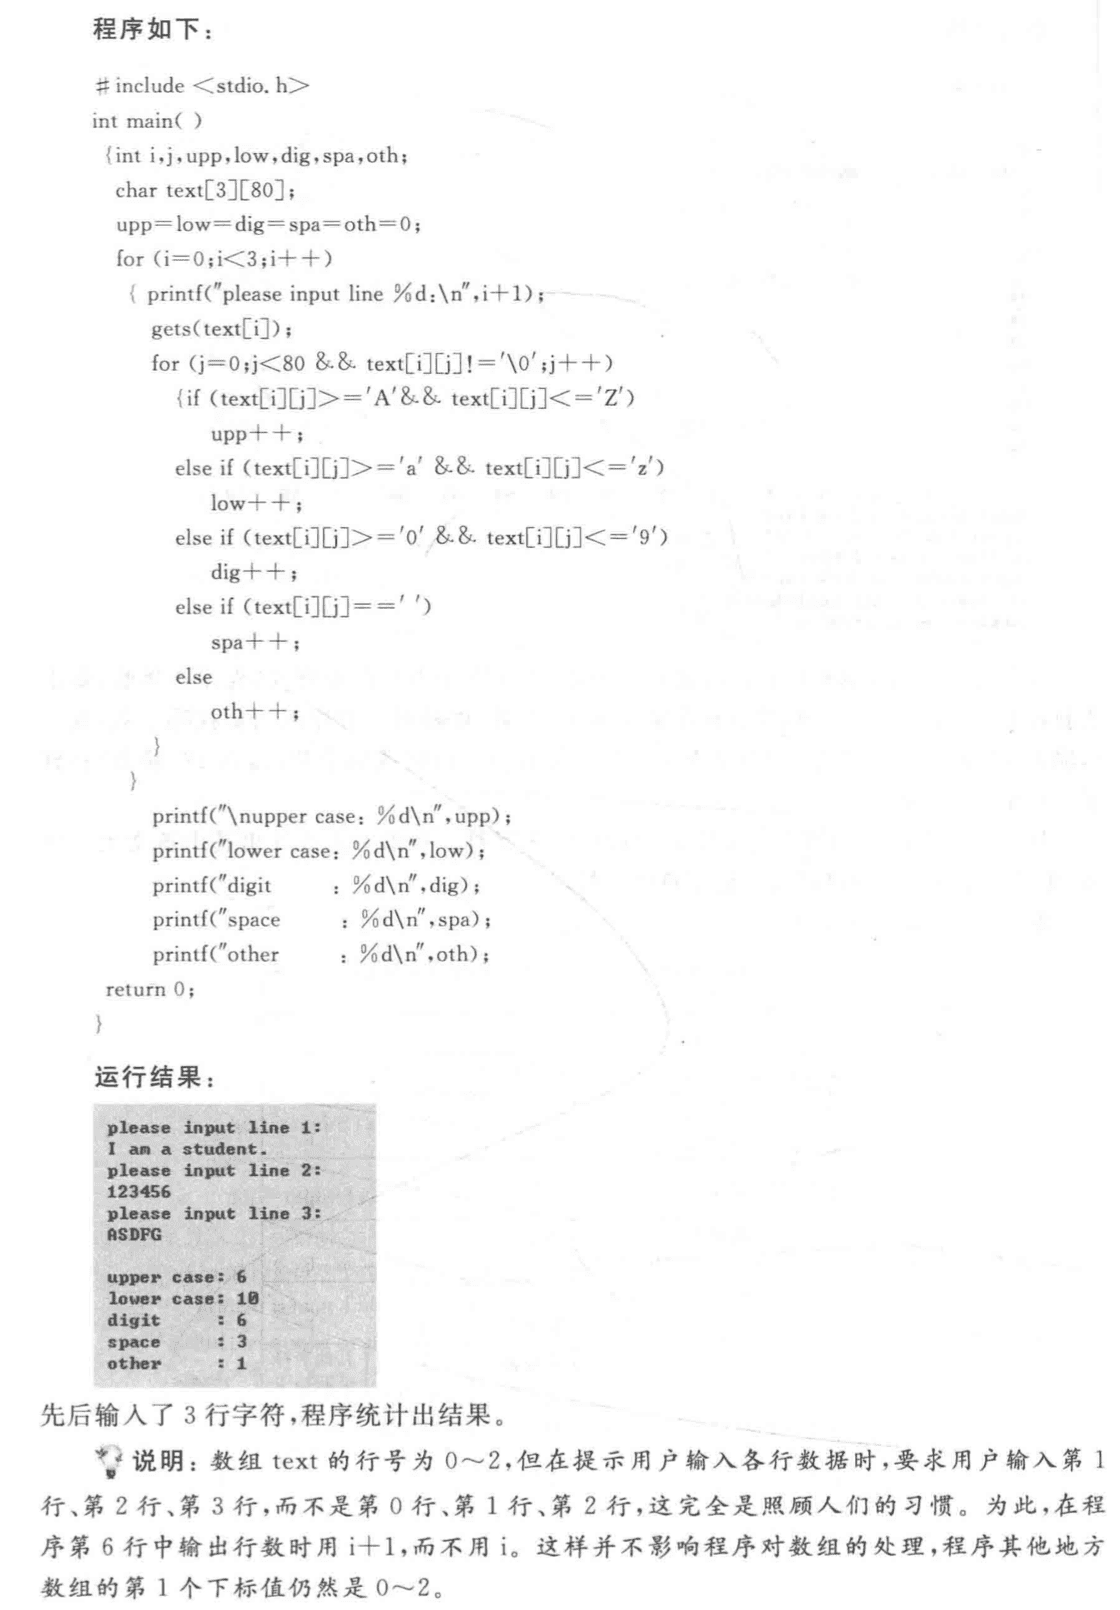 程序如下:
#include <stdio.h>
int main( )
{int i,j,upp,low,dig,spa,oth;
char text[3][80];
upp=low=dig=spa=oth=0;
for (i=0;i<3;i++)
{ printf("please input line %d:\n",i+1);
gets(text[i]);
for (j=0;j<80 && text[i][j]!='\0';j++)
{if (text[i][j]>='A'&& text[i][j]<='Z')
upp++;
else if (text[i][j]>='a' && text[i][j]<='z')
low++;
else if (text[i][j]>='0' && text[i][j]<='9')
dig++;
else if (text[i][j]==' ')
spa++;
else
oth++;
}
}
printf("\nupper case: %d\n",upp);
printf("lower case: %d\n",low);
printf("digit     : %d\n",dig);
printf("space     : %d\n",spa);
printf("other     : %d\n",oth);
return 0;
}
运行结果:
please input line 1:
I am a student.
please input line 2:
123456
please input line 3:
ASDFG
upper case: 6
lower case: 10
digit     : 6
space     : 3
other     : 1
先后输入了 3 行字符,程序统计出结果。
说明:数组 text 的行号为 0～2,但在提示用户输入各行数据时,要求用户输入第 1
行、第 2 行、第 3 行,而不是第 0 行、第 1 行、第 2 行,这完全是照顾人们的习惯。为此,在程
序第 6 行中输出行数时用 i+1,而不用 i。这样并不影响程序对数组的处理,程序其他地方
数组的第 1 个下标值仍然是 0～2。